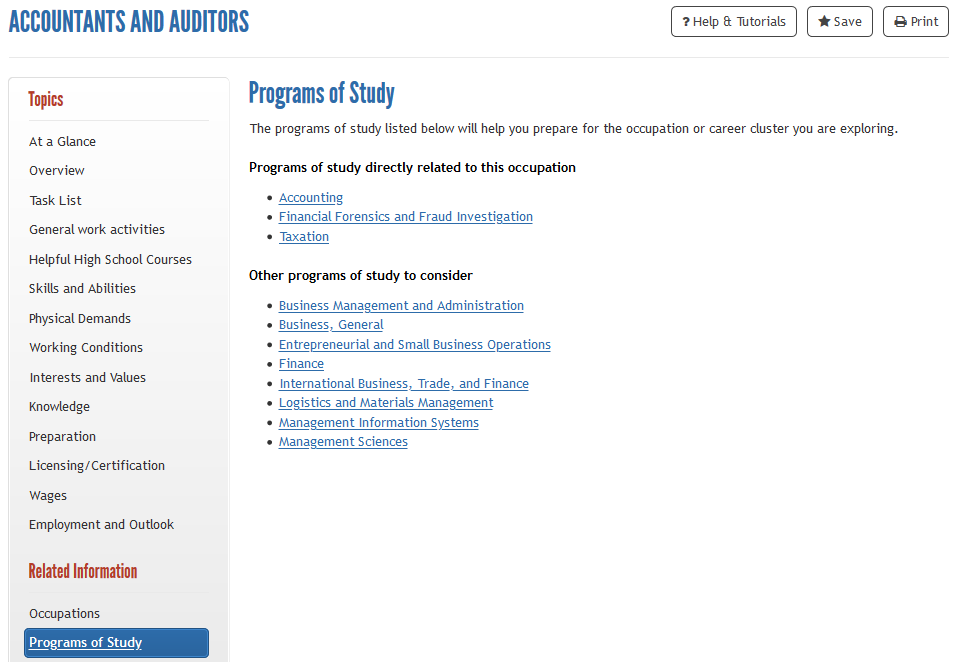 ACCOUNTANTS AND AUDITORS
? Help & Tutorials
Save
Print
Topics
At a Glance
Overview
Task List
General work activities
Helpful High School Courses
Skills and Abilities
Physical Demands
Working Conditions
Interests and Values
Knowledge
Preparation
Licensing/Certification
Wages
Employment and Outlook
Related Information
Occupations
Programs of Study
Programs of Study
The programs of study listed below will help you prepare for the occupation or career cluster you are exploring.
Programs of study directly related to this occupation
• Accounting
• Financial Forensics and Fraud Investigation
• Taxation
Other programs of study to consider
• Business Management and Administration
• Business, General
• Entrepreneurial and Small Business Operations
• Finance
• International Business, Trade, and Finance
• Logistics and Materials Management
• Management Information Systems
• Management Sciences